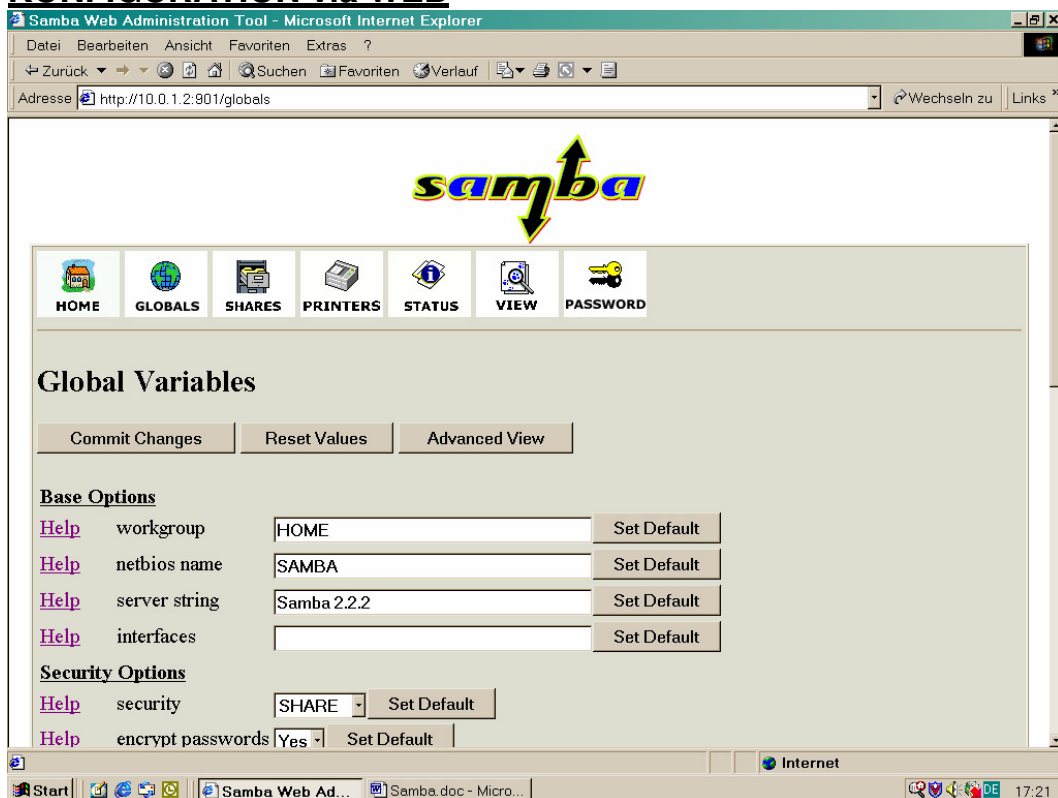 KONFIGURATION via WEB
Samba Web Administration Tool - Microsoft Internet Explorer
Datei Bearbeiten Ansicht Favoriten Extras ?
Zurück Suchen Favoriten Verlauf
Adresse http://10.0.1.2:901/globals Wechseln zu Links »
samba
HOME GLOBALS SHARES PRINTERS STATUS VIEW PASSWORD
Global Variables
Commit Changes Reset Values Advanced View
Base Options
Help workgroup HOME Set Default
Help netbios name SAMBA Set Default
Help server string Samba 2.2.2 Set Default
Help interfaces Set Default
Security Options
Help security SHARE Set Default
Help encrypt passwords Yes Set Default
Internet
Start Samba Web Ad... Samba.doc - Micro... DE 17:21